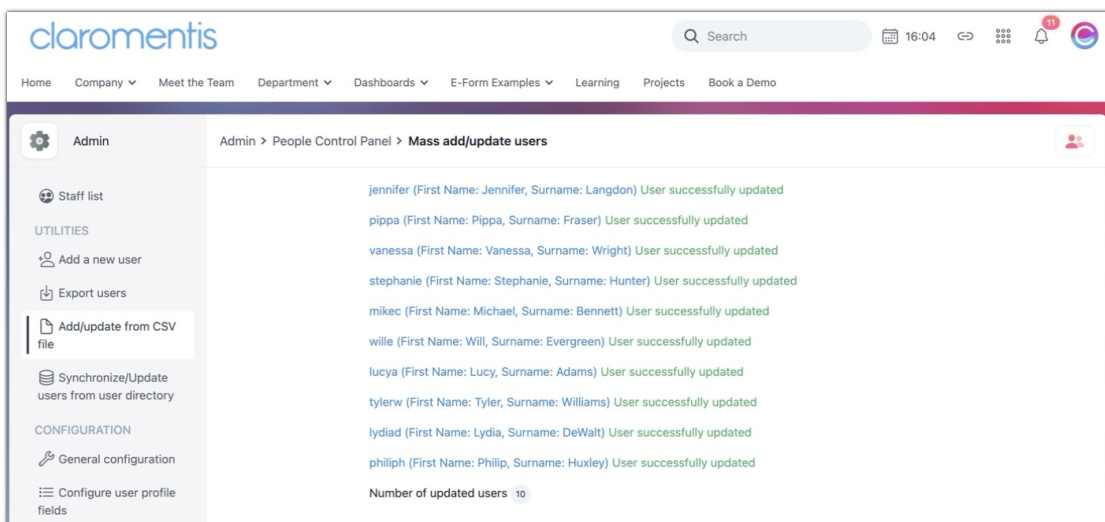 claromentis
Search
16:04
11
Home Company Meet the Team Department Dashboards E-Form Examples Learning Projects Book a Demo
Admin
Admin > People Control Panel > Mass add/update users
Staff list
UTILITIES
Add a new user
Export users
Add/update from CSV
file
Synchronize/Update
users from user directory
CONFIGURATION
General configuration
Configure user profile
fields
jennifer (First Name: Jennifer, Surname: Langdon) User successfully updated
pippa (First Name: Pippa, Surname: Fraser) User successfully updated
vanessa (First Name: Vanessa, Surname: Wright) User successfully updated
stephanie (First Name: Stephanie, Surname: Hunter) User successfully updated
mikec (First Name: Michael, Surname: Bennett) User successfully updated
wille (First Name: Will, Surname: Evergreen) User successfully updated
lucya (First Name: Lucy, Surname: Adams) User successfully updated
tylerw (First Name: Tyler, Surname: Williams) User successfully updated
lydiad (First Name: Lydia, Surname: DeWalt) User successfully updated
philiph (First Name: Philip, Surname: Huxley) User successfully updated
Number of updated users 10